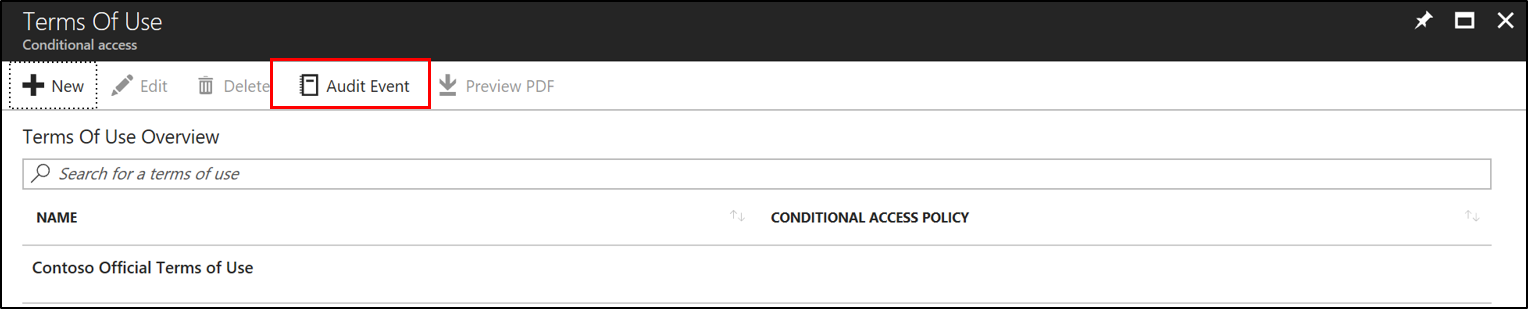 Terms Of Use
Conditional access
New Edit Delete Audit Event Preview PDF
Terms Of Use Overview
Search for a terms of use
NAME CONDITIONAL ACCESS POLICY
Contoso Official Terms of Use